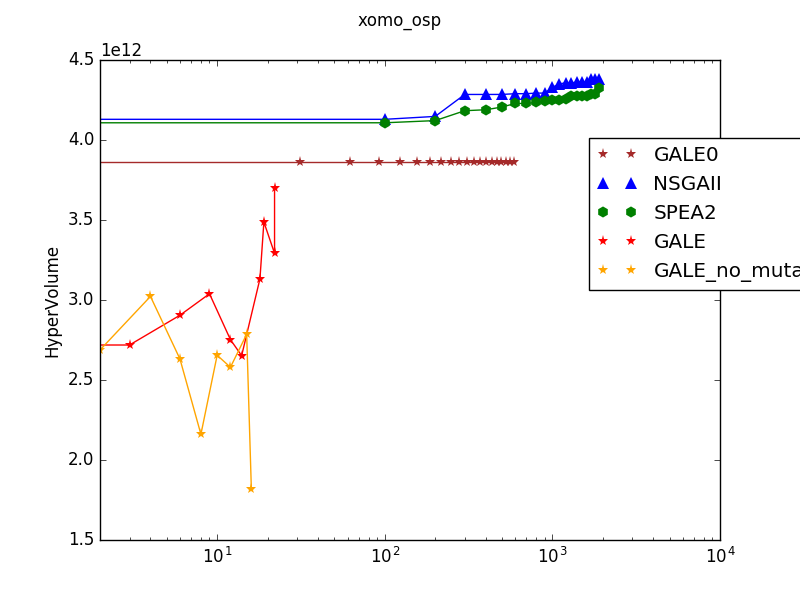 xomo_osp
1e12
4.5
4.0
3.5
3.0
2.5
2.0
1.5
HyperVolume
10^1
10^2
10^3
10^4
GALE0
NSGAII
SPEA2
GALE
GALE_no_muta